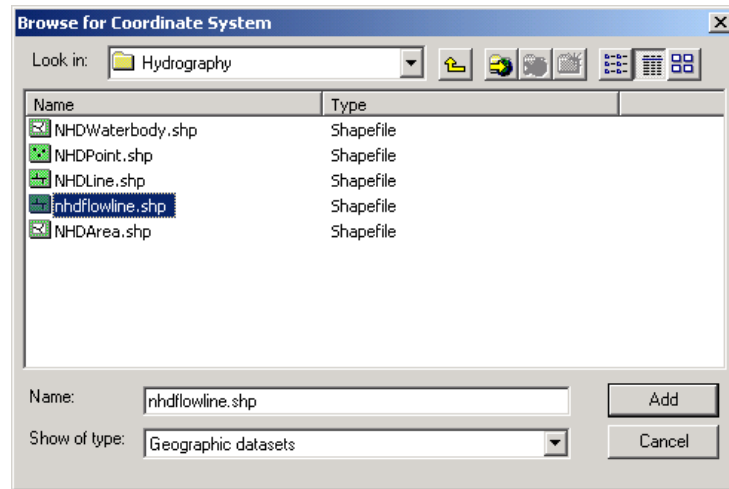 Browse for Coordinate System
Look in: Hydrography
Name Type
NHDWaterbody.shp Shapefile
NHDPoint.shp Shapefile
NHDLine.shp Shapefile
nhdflowline.shp Shapefile
NHDArea.shp Shapefile
Name: nhdflowline.shp Add
Show of type: Geographic datasets Cancel